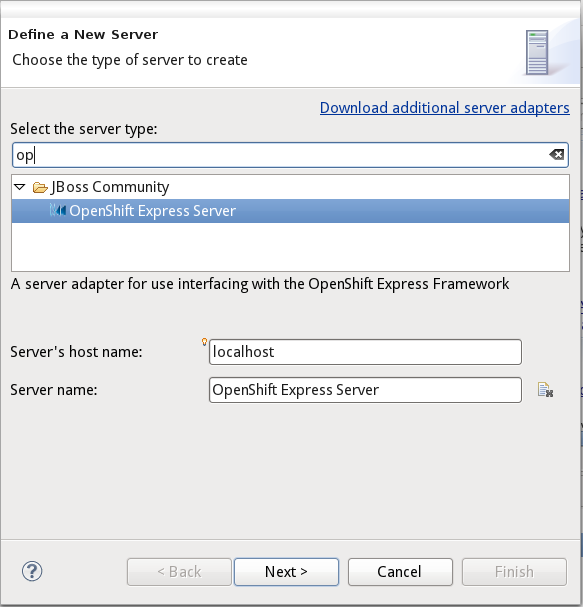 Define a New Server
Choose the type of server to create
Download additional server adapters
Select the server type:
op
JBoss Community
OpenShift Express Server
A server adapter for use interfacing with the OpenShift Express Framework
Server's host name:
localhost
Server name:
OpenShift Express Server
?
< Back
Next >
Cancel
Finish